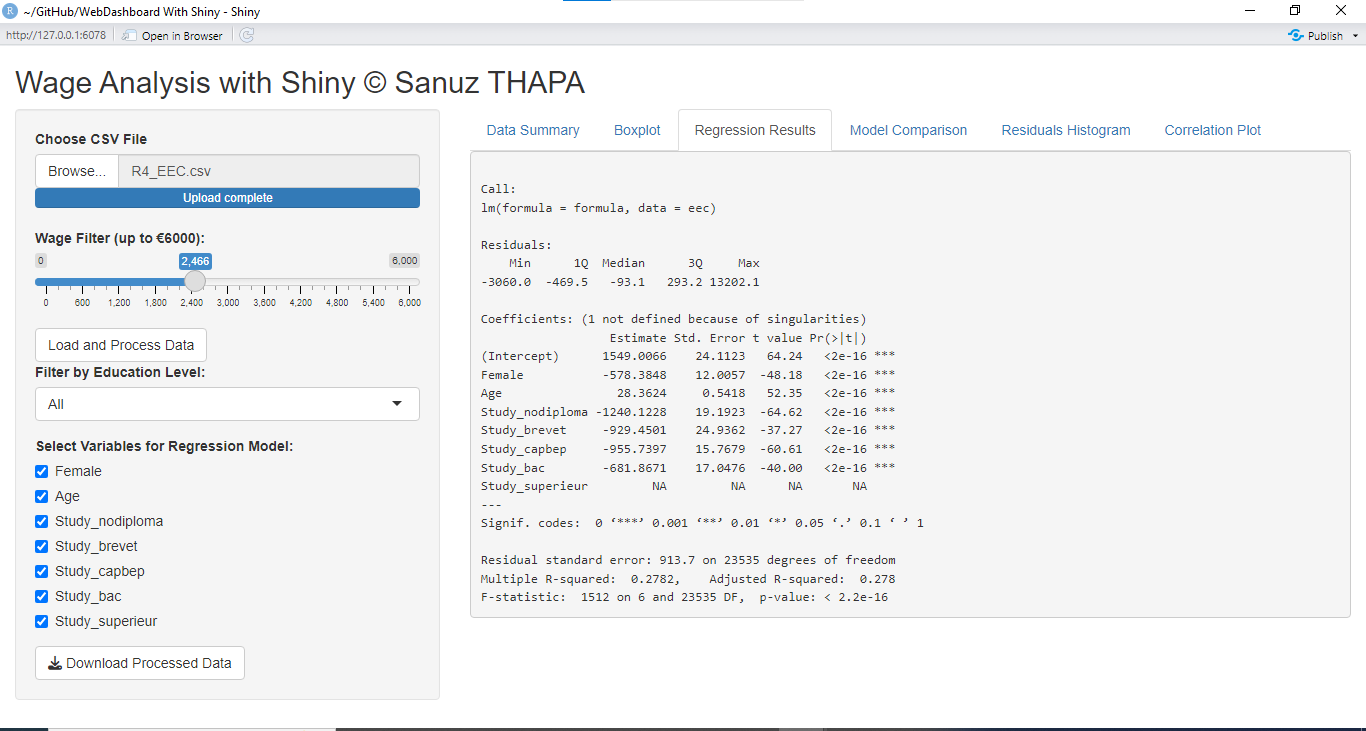 ~/GitHub/WebDashboard With Shiny - Shiny
http://127.0.0.1:6078 Open in Browser Publish
Wage Analysis with Shiny © Sanuz THAPA
Choose CSV File
Browse... R4_EEC.csv
Upload complete
Wage Filter (up to €6000):
0 2,466 6,000
0 600 1,200 1,800 2,400 3,000 3,600 4,200 4,800 5,400 6,000
Load and Process Data
Filter by Education Level:
All
Select Variables for Regression Model:
Female
Age
Study_nodiploma
Study_brevet
Study_capbep
Study_bac
Study_superieur
Download Processed Data
Data Summary Boxplot Regression Results Model Comparison Residuals Histogram Correlation Plot
Call:
lm(formula = formula, data = eec)
Residuals:
    Min      1Q  Median      3Q     Max
-3060.0  -469.5   -93.1   293.2 13202.1
Coefficients: (1 not defined because of singularities)
                  Estimate Std. Error t value Pr(>|t|)
(Intercept)      1549.0066    24.1123   64.24   <2e-16 ***
Female           -578.3848    12.0057  -48.18   <2e-16 ***
Age                28.3624     0.5418   52.35   <2e-16 ***
Study_nodiploma -1240.1228    19.1923  -64.62   <2e-16 ***
Study_brevet     -929.4501    24.9362  -37.27   <2e-16 ***
Study_capbep     -955.7397    15.7679  -60.61   <2e-16 ***
Study_bac        -681.8671    17.0476  -40.00   <2e-16 ***
Study_superieur         NA         NA      NA       NA
---
Signif. codes:  0 ‘***’ 0.001 ‘**’ 0.01 ‘*’ 0.05 ‘.’ 0.1 ‘ ’ 1
Residual standard error: 913.7 on 23535 degrees of freedom
Multiple R-squared:  0.2782,    Adjusted R-squared:  0.278
F-statistic:  1512 on 6 and 23535 DF,  p-value: < 2.2e-16